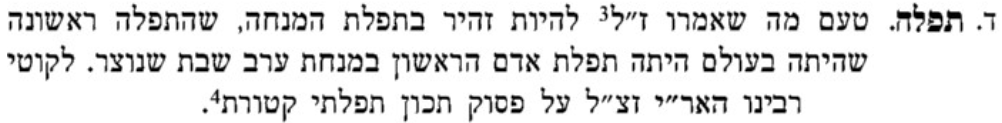 ד. תפלה. טעם מה שאמרו ז״ל³ להיות זהיר בתפלת המנחה, שהתפלה ראשונה
שהיתה בעולם היתה תפלת אדם הראשון במנחת ערב שבת שנוצר. לקוטי
רבינו האר״י זצ״ל על פסוק תכון תפלתי קטורת⁴.